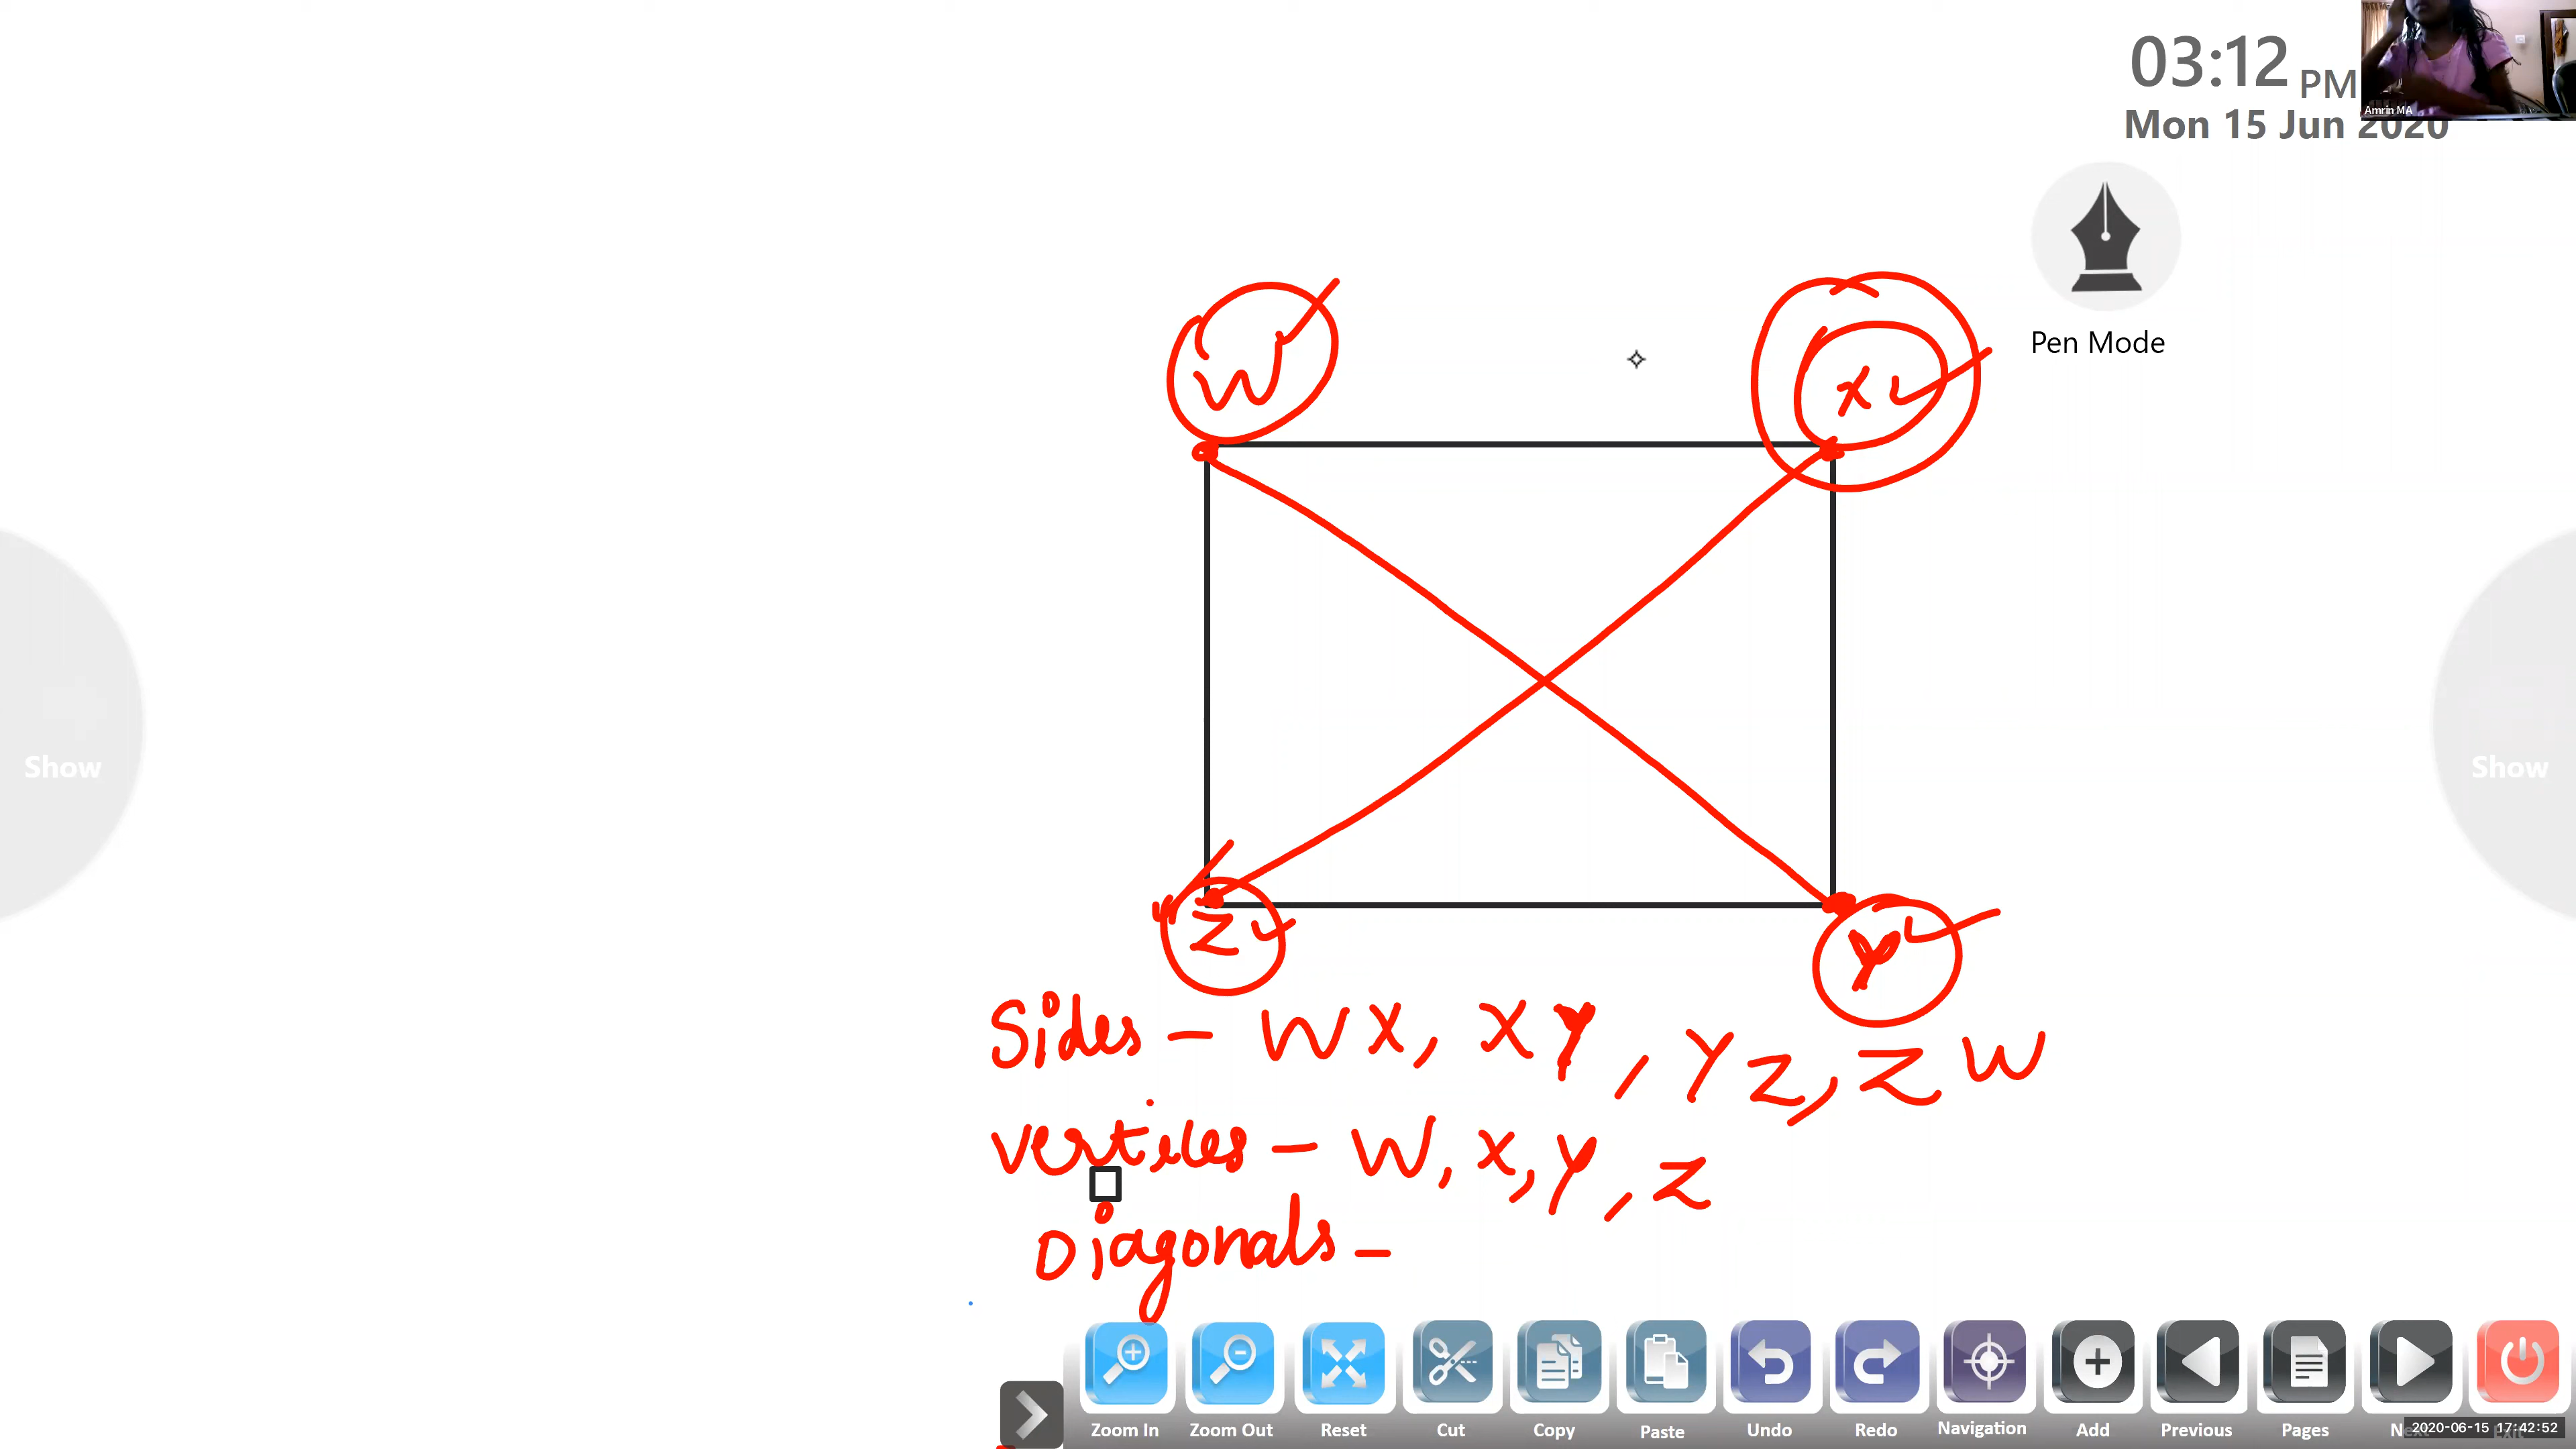 03:12 PM
Amrin MA
Mon 15 Jun 2020
Pen Mode
W
X
Show
Show
Z
Y
Sides - WX, XY, YZ, ZW
Vertices - W, X, Y, Z
Diagonals -
Zoom In Zoom Out Reset Cut Copy Paste Undo Redo Navigation Add Previous Pages
2020-06-15 17:42:52